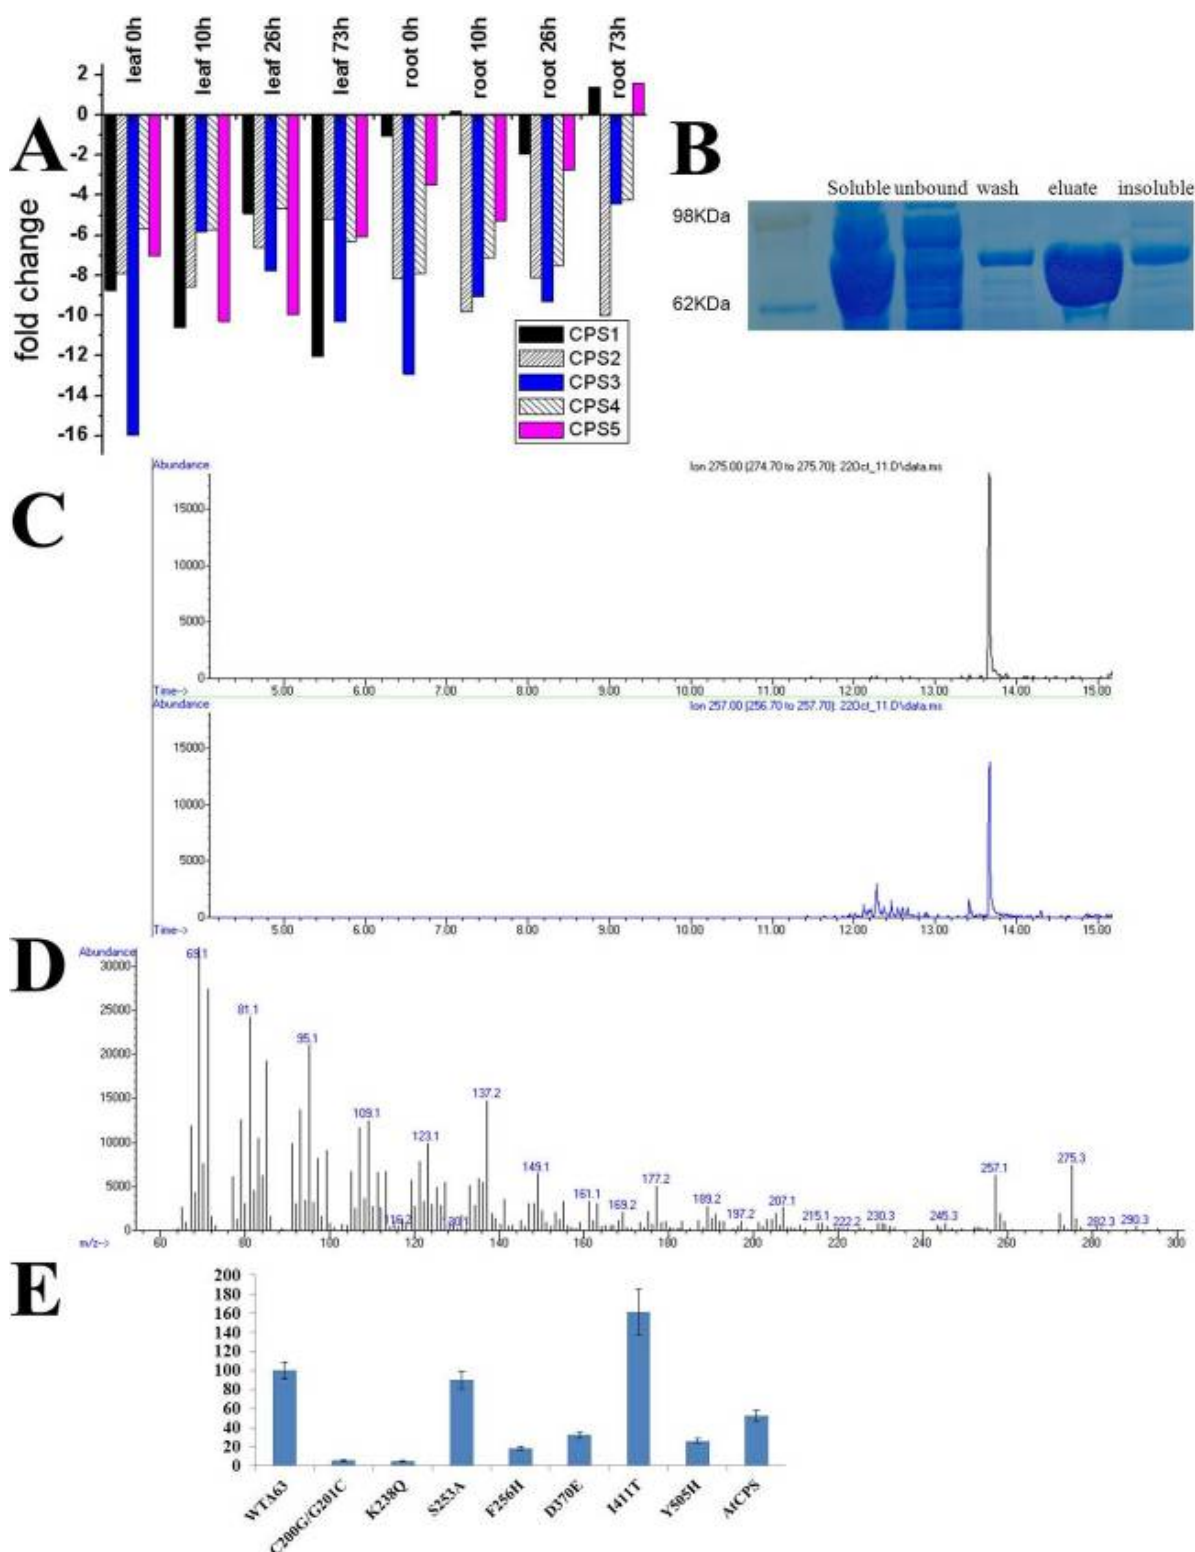 A
leaf 0h
leaf 10h
leaf 26h
leaf 73h
root 0h
root 10h
root 26h
root 73h
fold change
2
0
-2
-4
-6
-8
-10
-12
-14
-16
CPS1
CPS2
CPS3
CPS4
CPS5
B
Soluble unbound wash eluate insoluble
98KDa
62KDa
C
Abundance
Ion 275.00 (274.70 to 275.70): 22Oct_11.D\data.ms
15000
10000
5000
0
Time-> 5.00 6.00 7.00 8.00 9.00 10.00 11.00 12.00 13.00 14.00 15.00
Abundance
Ion 257.00 (256.70 to 257.70): 22Oct_11.D\data.ms
15000
10000
5000
0
Time-> 5.00 6.00 7.00 8.00 9.00 10.00 11.00 12.00 13.00 14.00 15.00
D
Abundance
30000
25000
20000
15000
10000
5000
0
69.1 81.1 95.1 109.1 123.1 137.2 149.1 161.1 169.2 177.2 189.2 197.2 207.1 215.1 222.2 230.3 245.3 257.1 275.3 282.3 290.3
m/z-> 60 80 100 120 140 160 180 200 220 240 260 280 300
E
200
180
160
140
120
100
80
60
40
20
0
WTA63
C200G/G201C
K238Q
S253A
F256H
D370E
I411T
Y505H
AtCPS